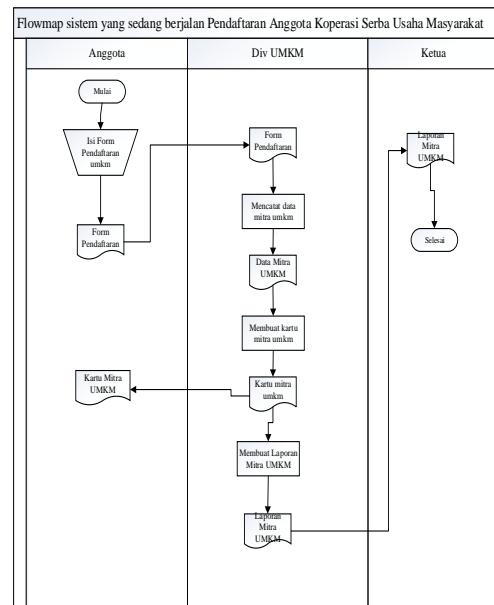 Flowmap sistem yang sedang berjalan Pendaftaran Anggota Koperasi Serba Usaha Masyarakat
Anggota
Div UMKM
Ketua
Mulai
Isi Form
Pendaftaran
umkm
Form
Pendaftaran
Kartu Mitra
UMKM
Form
Pendaftaran
Mencatat data
mitra umkm
Data Mitra
UMKM
Membuat kartu
mitra umkm
Kartu mitra
umkm
Membuat Laporan
Mitra UMKM
Laporan
Mitra
UMKM
Laporan
Mitra
UMKM
Selesai